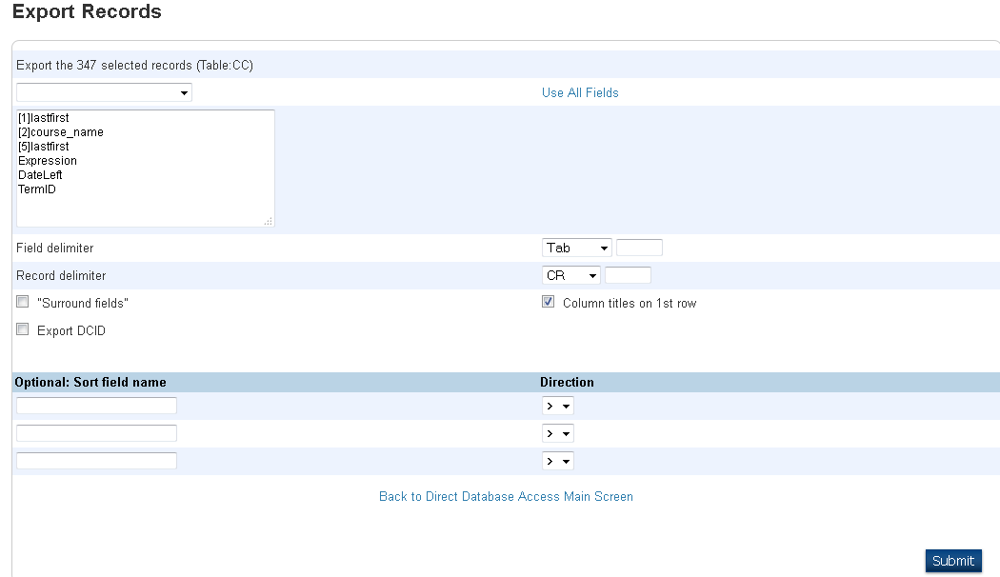 Export Records
Export the 347 selected records (Table:CC)
Use All Fields
[1]lastfirst
[2]course_name
[5]lastfirst
Expression
DateLeft
TermID
Field delimiter Tab
Record delimiter CR
"Surround fields" Column titles on 1st row
Export DCID
Optional: Sort field name Direction
>
>
>
Back to Direct Database Access Main Screen
Submit